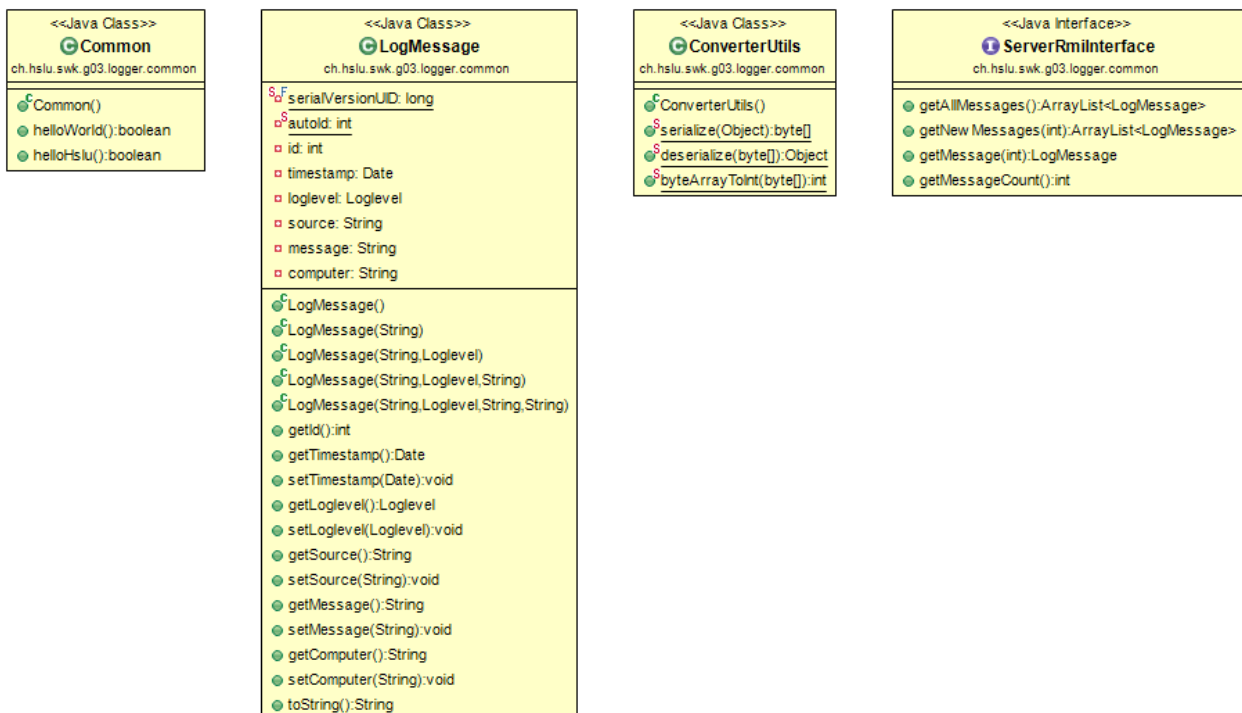 <<Java Class>>
Common
ch.hslu.swk.g03.logger.common
Common()
helloWorld():boolean
helloHslu():boolean
<<Java Class>>
LogMessage
ch.hslu.swk.g03.logger.common
serialVersionUID: long
autoId: int
id: int
timestamp: Date
loglevel: Loglevel
source: String
message: String
computer: String
LogMessage()
LogMessage(String)
LogMessage(String,Loglevel)
LogMessage(String,Loglevel,String)
LogMessage(String,Loglevel,String,String)
getId():int
getTimestamp():Date
setTimestamp(Date):void
getLoglevel():Loglevel
setLoglevel(Loglevel):void
getSource():String
setSource(String):void
getMessage():String
setMessage(String):void
getComputer():String
setComputer(String):void
toString():String
<<Java Class>>
ConverterUtils
ch.hslu.swk.g03.logger.common
ConverterUtils()
serialize(Object):byte[]
deserialize(byte[]):Object
byteArrayToInt(byte[]):int
<<Java Interface>>
ServerRmiInterface
ch.hslu.swk.g03.logger.common
getAllMessages():ArrayList<LogMessage>
getNewMessages(int):ArrayList<LogMessage>
getMessage(int):LogMessage
getMessageCount():int